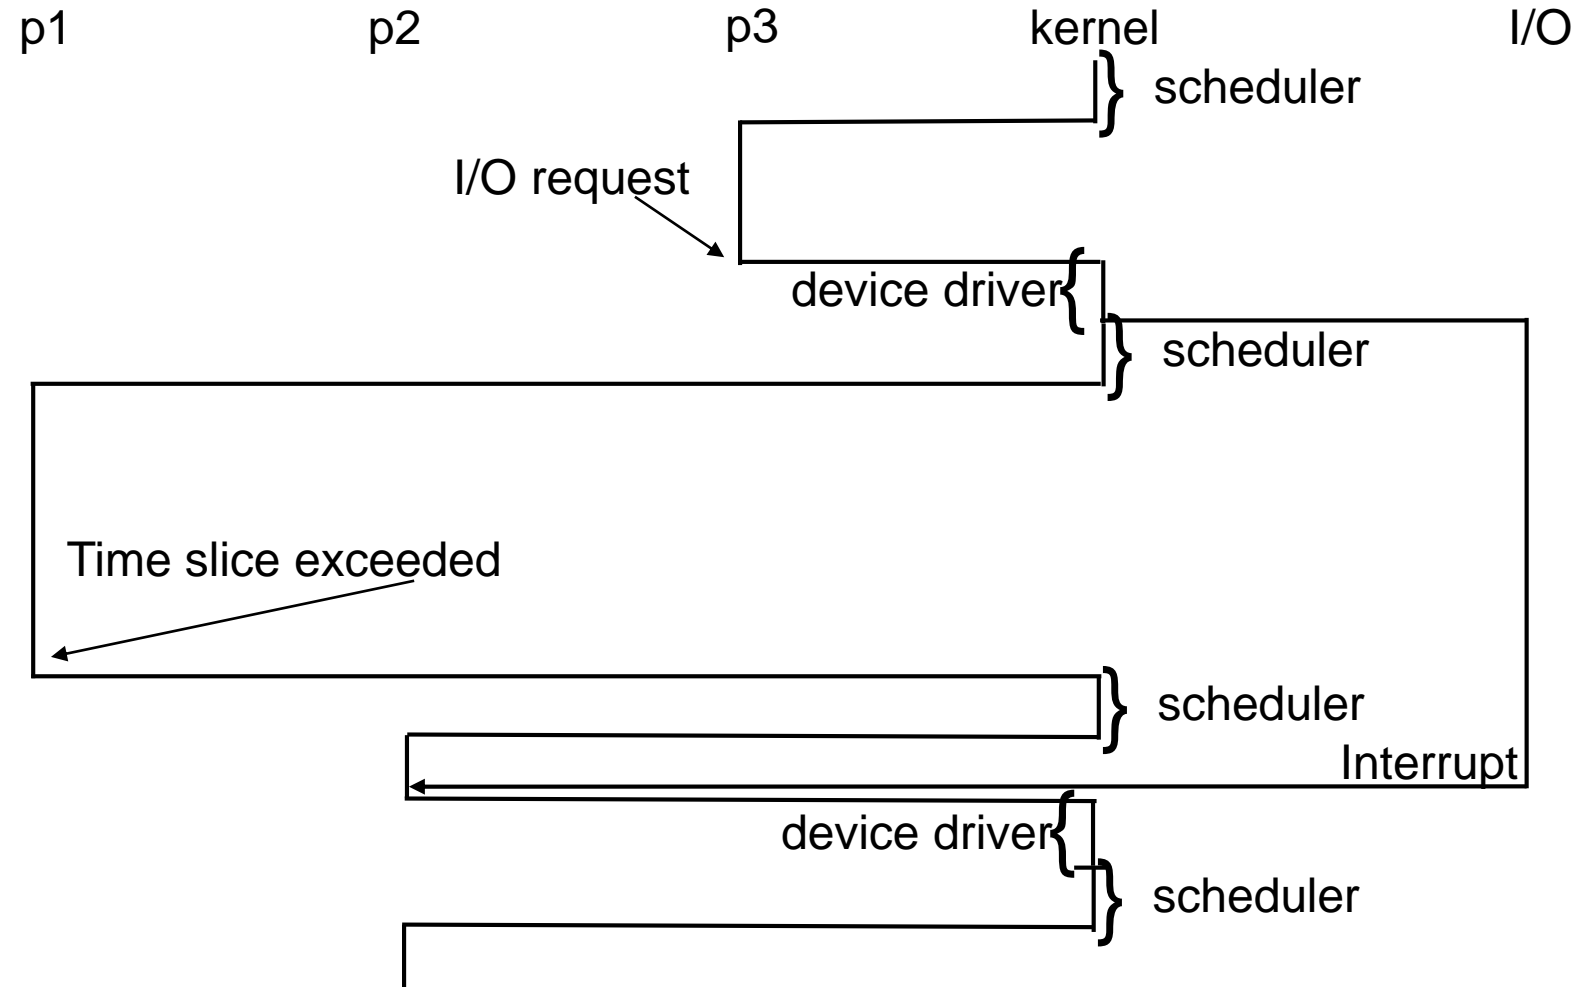 p1 p2 p3 kernel I/O
scheduler
I/O request
device driver
scheduler
Time slice exceeded
scheduler
Interrupt
device driver
scheduler